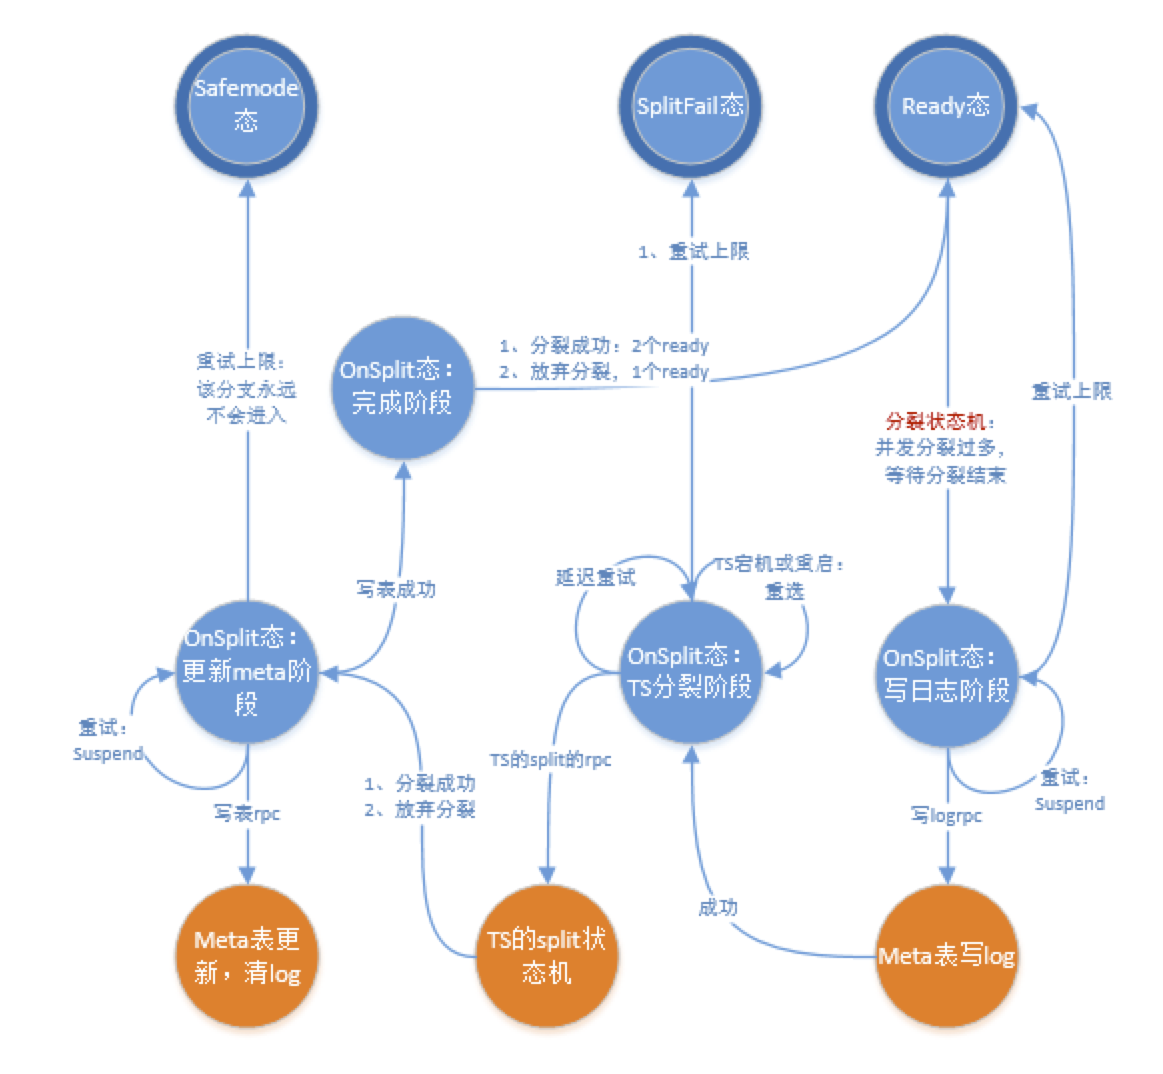 Safemode
态
SplitFail态
Ready态
1、重试上限
重试上限：
该分支永远
不会进入
OnSplit态：
完成阶段
1、分裂成功：2个ready
2、放弃分裂，1个ready
重试上限
分裂状态机：
并发分裂过多，
等待分裂结束
写表成功
延迟重试
TS宕机或重启：
重选
OnSplit态：
更新meta阶
段
OnSplit态：
TS分裂阶段
OnSplit态：
写日志阶段
重试：
Suspend
写表rpc
1、分裂成功
2、放弃分裂
TS的split的rpc
重试：
Suspend
写logrpc
成功
Meta表更
新，清log
TS的split状
态机
Meta表写log